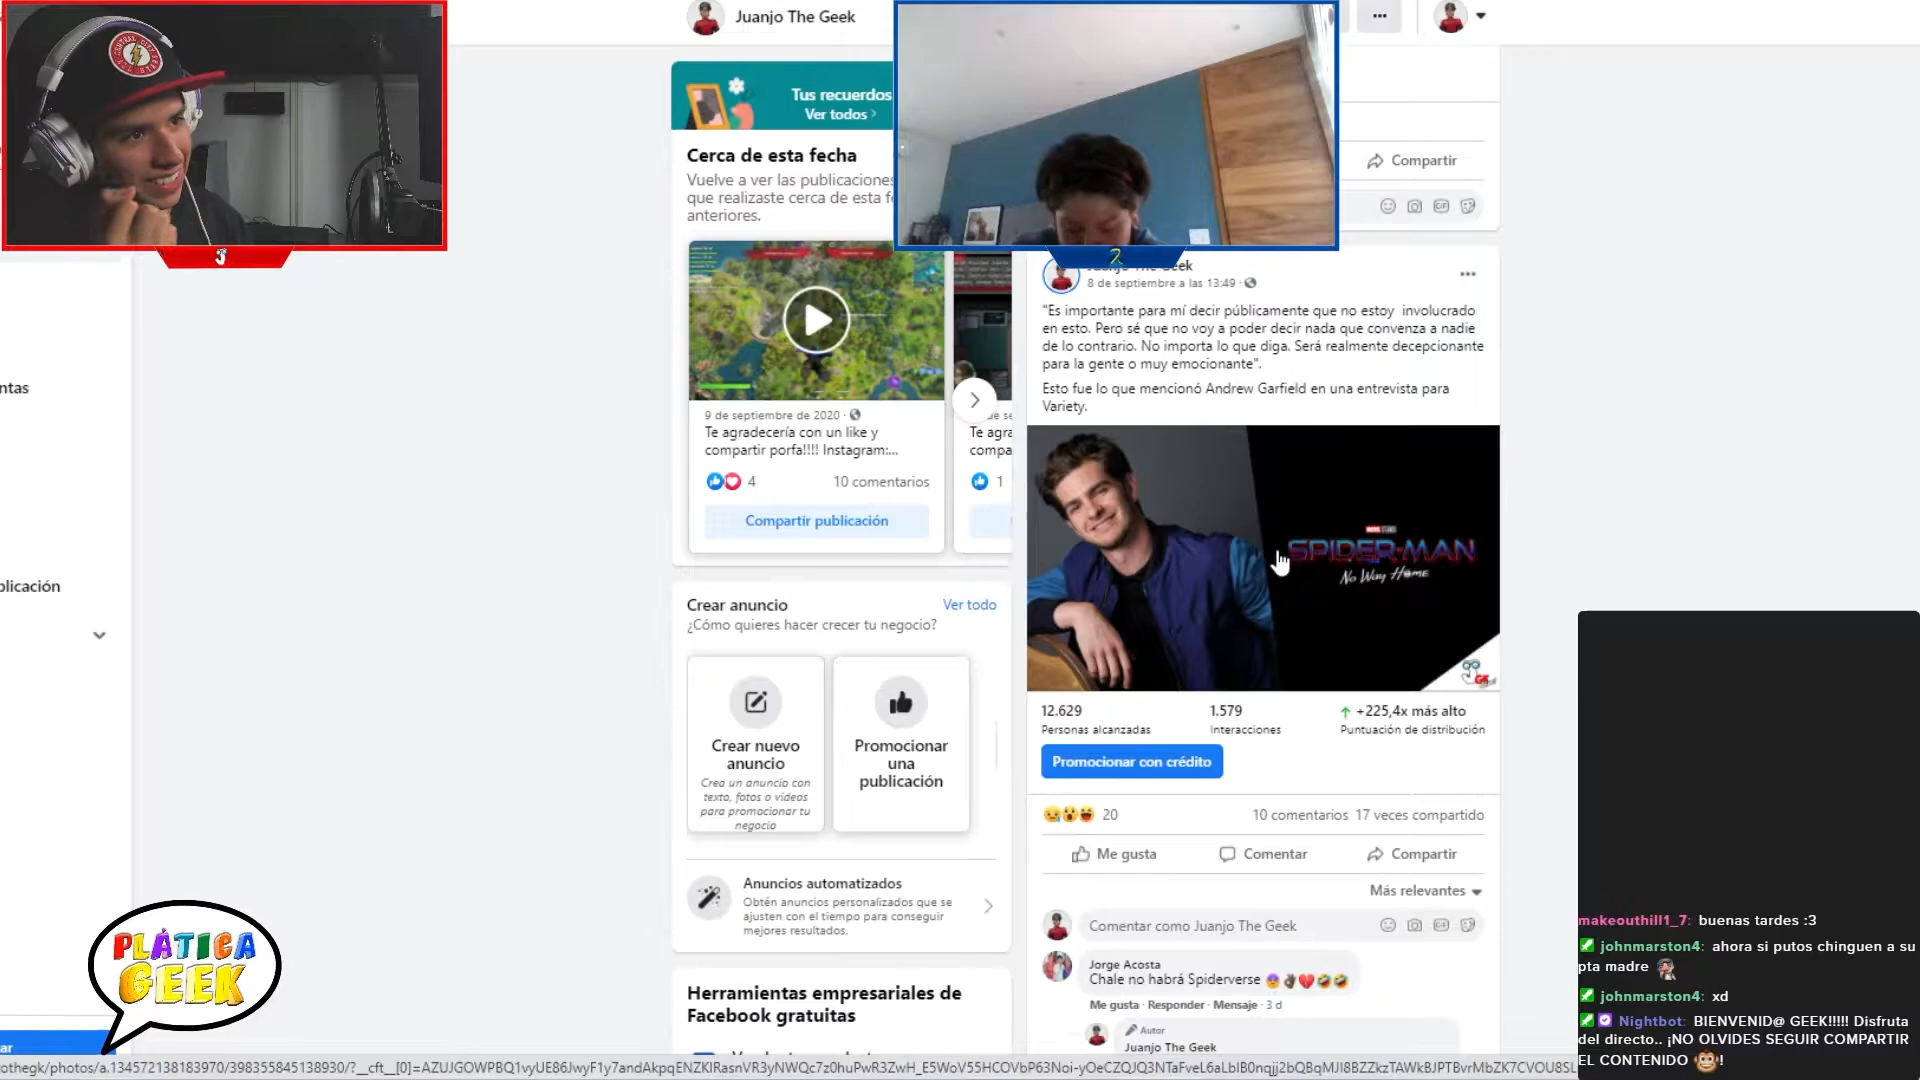 CENTRAL CITY
Juanjo The Geek
Tus recuerdos
Ver todos
Cerca de esta fecha
Vuelve a ver las publicaciones
que realizaste cerca de esta
anteriores.
9 de septiembre de 2020
Te agradecería con un like y
compartir porfa!!!! Instagram:...
4
10 comentarios
Compartir publicación
Te agra
compa
1
Crear anuncio
Ver todo
¿Cómo quieres hacer crecer tu negocio?
Crear nuevo
anuncio
Crea un anuncio con
texto, fotos o videos
para promocionar tu
negocio
Promocionar
una
publicación
Anuncios automatizados
Obtén anuncios personalizados que se
ajusten con el tiempo para conseguir
mejores resultados.
Herramientas empresariales de
Facebook gratuitas
Compartir
GIF
Juanjo The Geek
8 de septiembre a las 13:49
"Es importante para mí decir públicamente que no estoy involucrado
en esto. Pero sé que no voy a poder decir nada que convenza a nadie
de lo contrario. No importa lo que diga. Será realmente decepcionante
para la gente o muy emocionante".
Esto fue lo que mencionó Andrew Garfield en una entrevista para
Variety.
SPIDER-MAN
No Way Home
12.629
Personas alcanzadas
1.579
Interacciones
+225,4x más alto
Puntuación de distribución
Promocionar con crédito
20
10 comentarios 17 veces compartido
Me gusta
Comentar
Compartir
Más relevantes
Comentar como Juanjo The Geek
GIF
Jorge Acosta
Chale no habrá Spiderverse
Me gusta · Responder · Mensaje · 3 d
Autor
Juanjo The Geek
ntas
blicación
ar
PLÁTICA
GEEK
makeouthill1_7: buenas tardes :3
johnmarston4: ahora si putos chinguen a su
pta madre
johnmarston4: xd
Nightbot: BIENVENID@ GEEK!!!!! Disfruta
del directo.. ¡NO OLVIDES SEGUIR COMPARTIR
EL CONTENIDO !